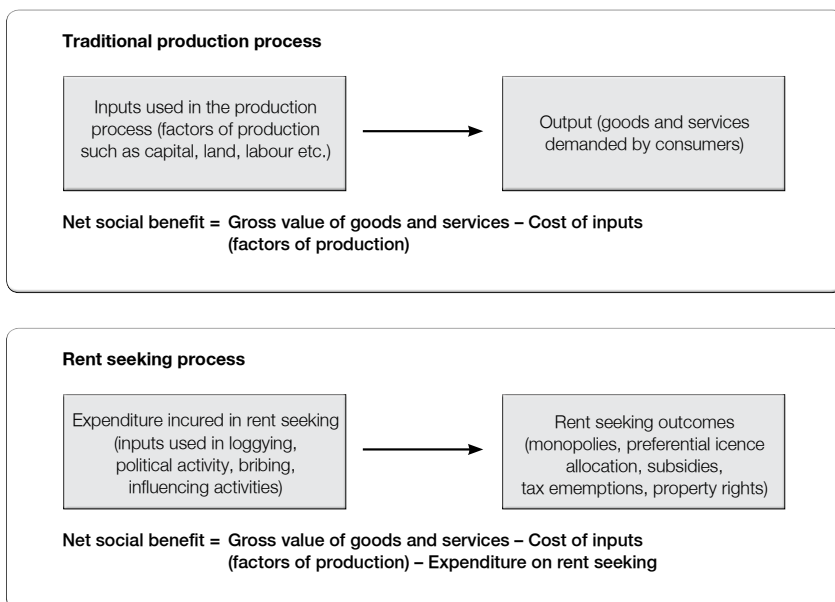 Traditional production process
Inputs used in the production
process (factors of production
such as capital, land, labour etc.)
Output (goods and services
demanded by consumers)
Net social benefit = Gross value of goods and services – Cost of inputs
(factors of production)
Rent seeking process
Expenditure incured in rent seeking
(inputs used in loggying,
political activity, bribing,
influencing activities)
Rent seeking outcomes
(monopolies, preferential icence
allocation, subsidies,
tax ememptions, property rights)
Net social benefit = Gross value of goods and services – Cost of inputs
(factors of production) – Expenditure on rent seeking